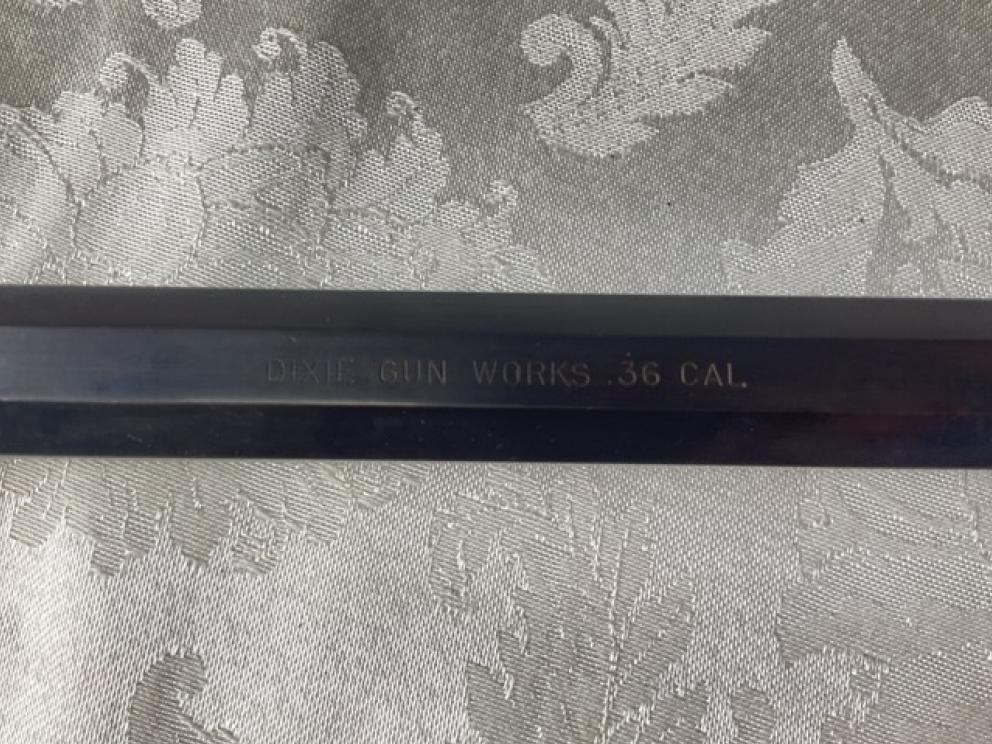 DIXIE GUN WORKS .36 CAL.